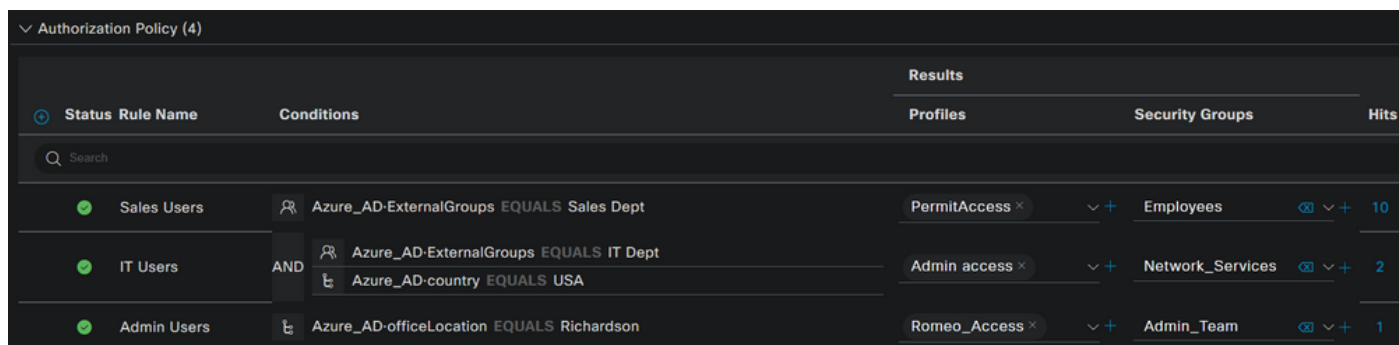 Authorization Policy (4)
Results
Status Rule Name Conditions Profiles Security Groups Hits
Search
Sales Users Azure_AD·ExternalGroups EQUALS Sales Dept PermitAccess × Employees 10
IT Users AND Azure_AD·ExternalGroups EQUALS IT Dept Admin access × Network_Services 2
Azure_AD·country EQUALS USA
Admin Users Azure_AD·officeLocation EQUALS Richardson Romeo_Access × Admin_Team 1